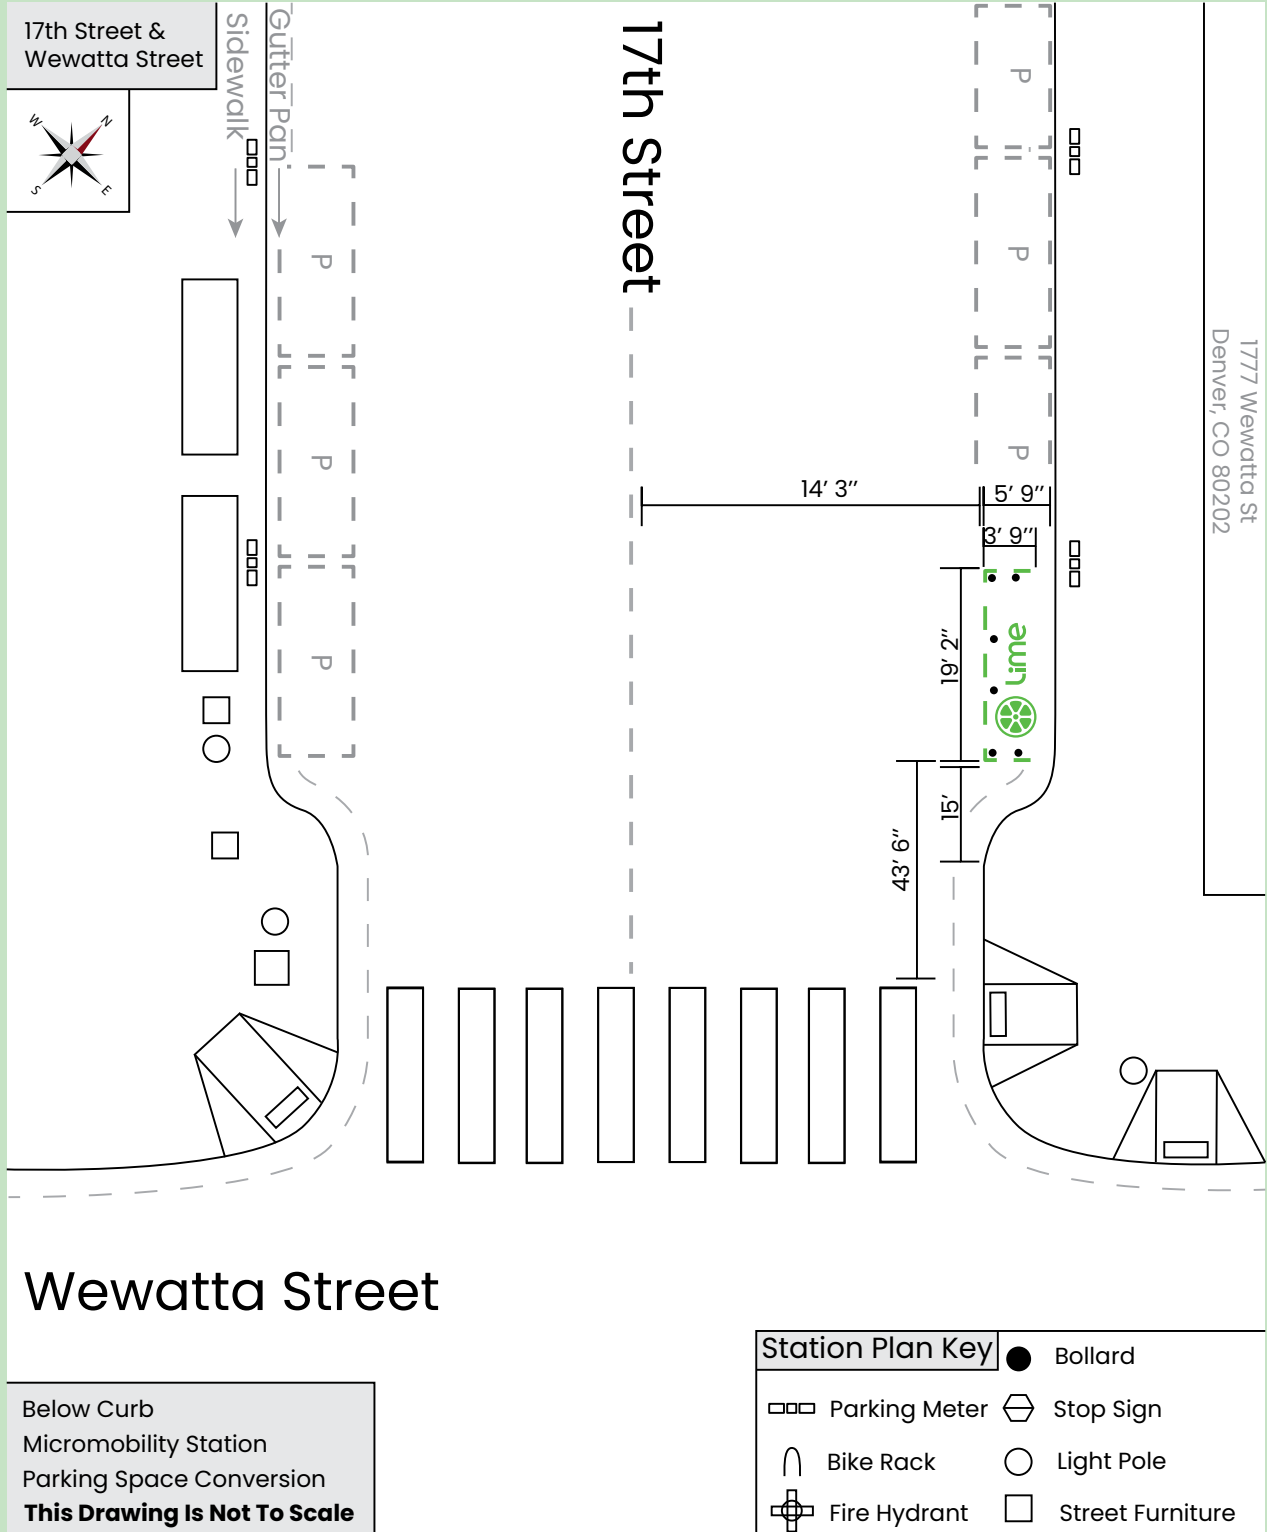 17th Street &
Wewatta Street
Sidewalk
Gutter Pan
17th Street
W
N
S
E
P
P
P
P
P
P
1777 Wewatta St
Denver, CO 80202
14’ 3’’
5’ 9’’
3’ 9’’
19’ 2’’
Lime
15’
43’ 6’’
Wewatta Street
Station Plan Key
Bollard
Parking Meter
Stop Sign
Bike Rack
Light Pole
Fire Hydrant
Street Furniture
Below Curb
Micromobility Station
Parking Space Conversion
This Drawing Is Not To Scale